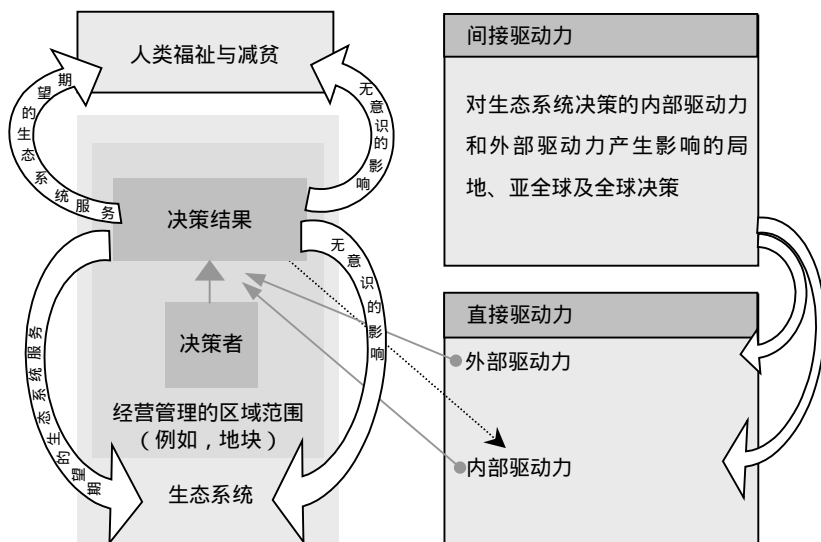 人类福祉与减贫
期望的生态系统服务
无意识的影响
决策结果
决策者
期望的生态系统服务
无意识的影响
经营管理的区域范围
（例如，地块）
生态系统
间接驱动力
对生态系统决策的内部驱动力
和外部驱动力产生影响的局
地、亚全球及全球决策
直接驱动力
外部驱动力
内部驱动力